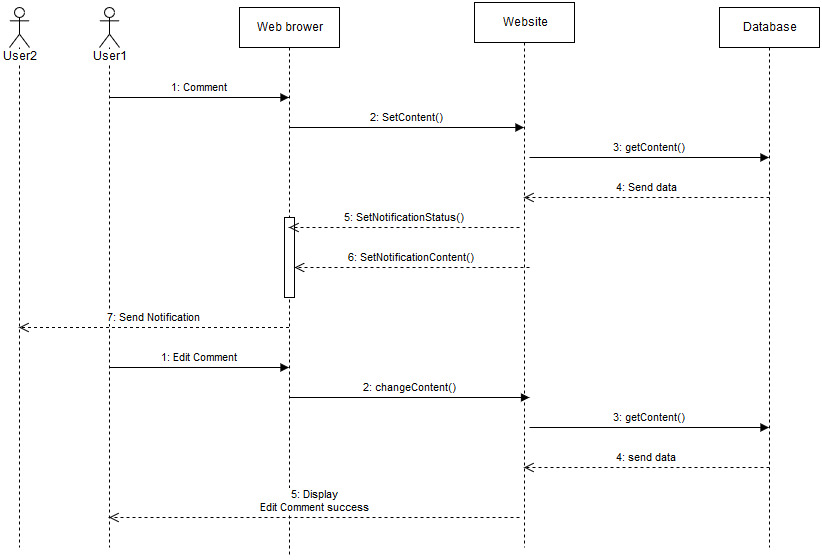 User2
User1
Web brower
Website
Database
1: Comment
2: SetContent()
3: getContent()
4: Send data
5: SetNotificationStatus()
6: SetNotificationContent()
7: Send Notification
1: Edit Comment
2: changeContent()
3: getContent()
4: send data
5: Display
Edit Comment success